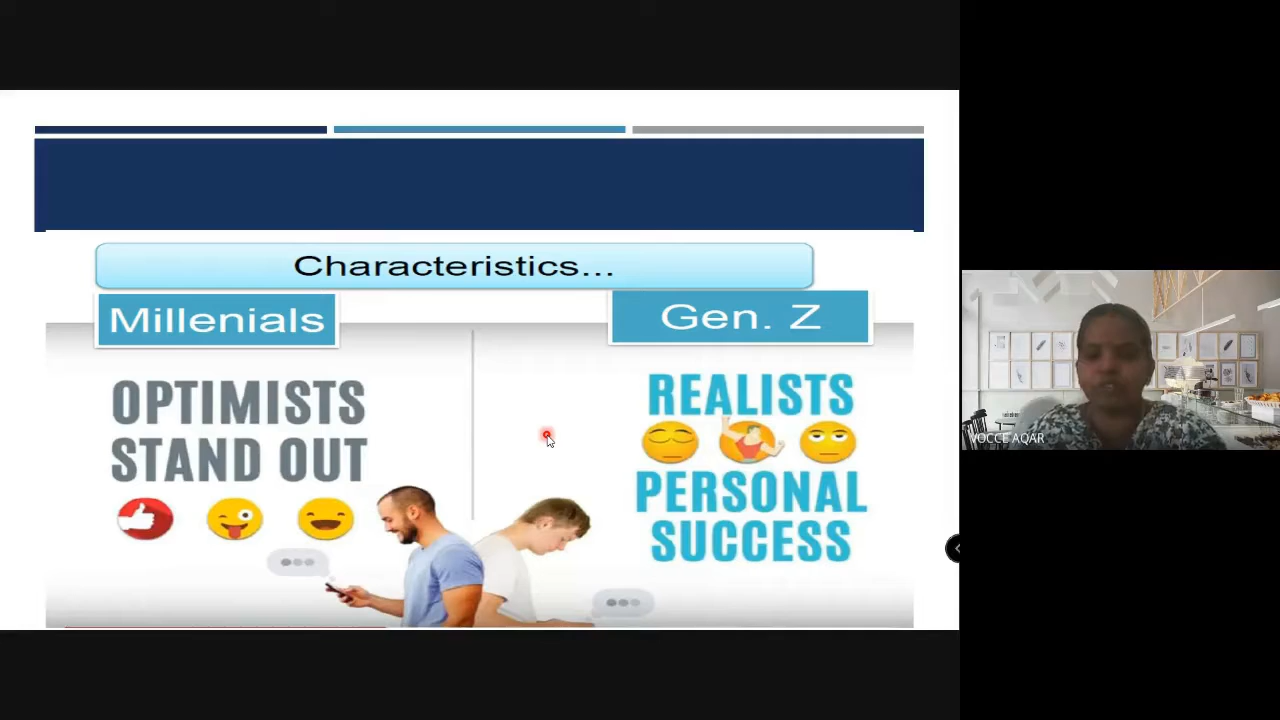 Characteristics...
Millenials
Gen. Z
OPTIMISTS
STAND OUT
REALISTS
PERSONAL
SUCCESS
VOCCE AQAR